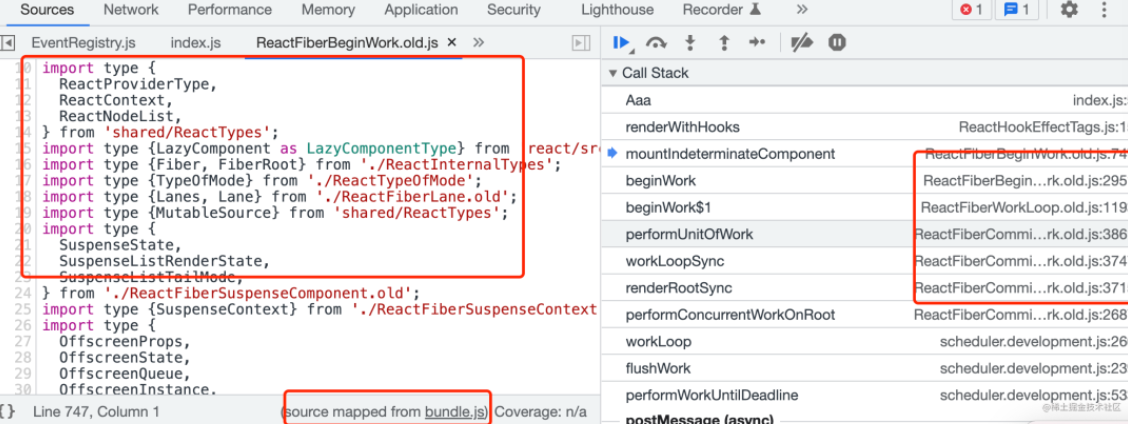 Sources Network Performance Memory Application Security Lighthouse Recorder » 1 1
EventRegistry.js index.js ReactFiberBeginWork.old.js × »
10 import type {
11 ReactProviderType,
12 ReactContext,
13 ReactNodeList,
14 } from 'shared/ReactTypes';
15 import type {LazyComponent as LazyComponentType} from 'react/src
16 import type {Fiber, FiberRoot} from './ReactInternalTypes';
17 import type {TypeOfMode} from './ReactTypeOfMode';
18 import type {Lanes, Lane} from './ReactFiberLane.old';
19 import type {MutableSource} from 'shared/ReactTypes';
20 import type {
21 SuspenseState,
22 SuspenseListRenderState,
23 SuspenseListTailMode,
24 } from './ReactFiberSuspenseComponent.old';
25 import type {SuspenseContext} from './ReactFiberSuspenseContext
26 import type {
27 OffscreenProps,
28 OffscreenState,
29 OffscreenQueue,
30 OffscreenInstance,
{} Line 747, Column 1 (source mapped from bundle.js) Coverage: n/a
Call Stack
Aaa index.js:
renderWithHooks ReactHookEffectTags.js:1
mountIndeterminateComponent ReactFiberBeginWork.old.js:74
beginWork ReactFiberBegin…rk.old.js:295
beginWork$1 ReactFiberWorkLoop.old.js:119
performUnitOfWork ReactFiberCommi…rk.old.js:386
workLoopSync ReactFiberCommi…rk.old.js:374
renderRootSync ReactFiberCommi…rk.old.js:371
performConcurrentWorkOnRoot ReactFiberCommi…rk.old.js:268
workLoop scheduler.development.js:26
flushWork scheduler.development.js:23
performWorkUntilDeadline scheduler.development.js:53
postMessage (async)
@稀土掘金技术社区